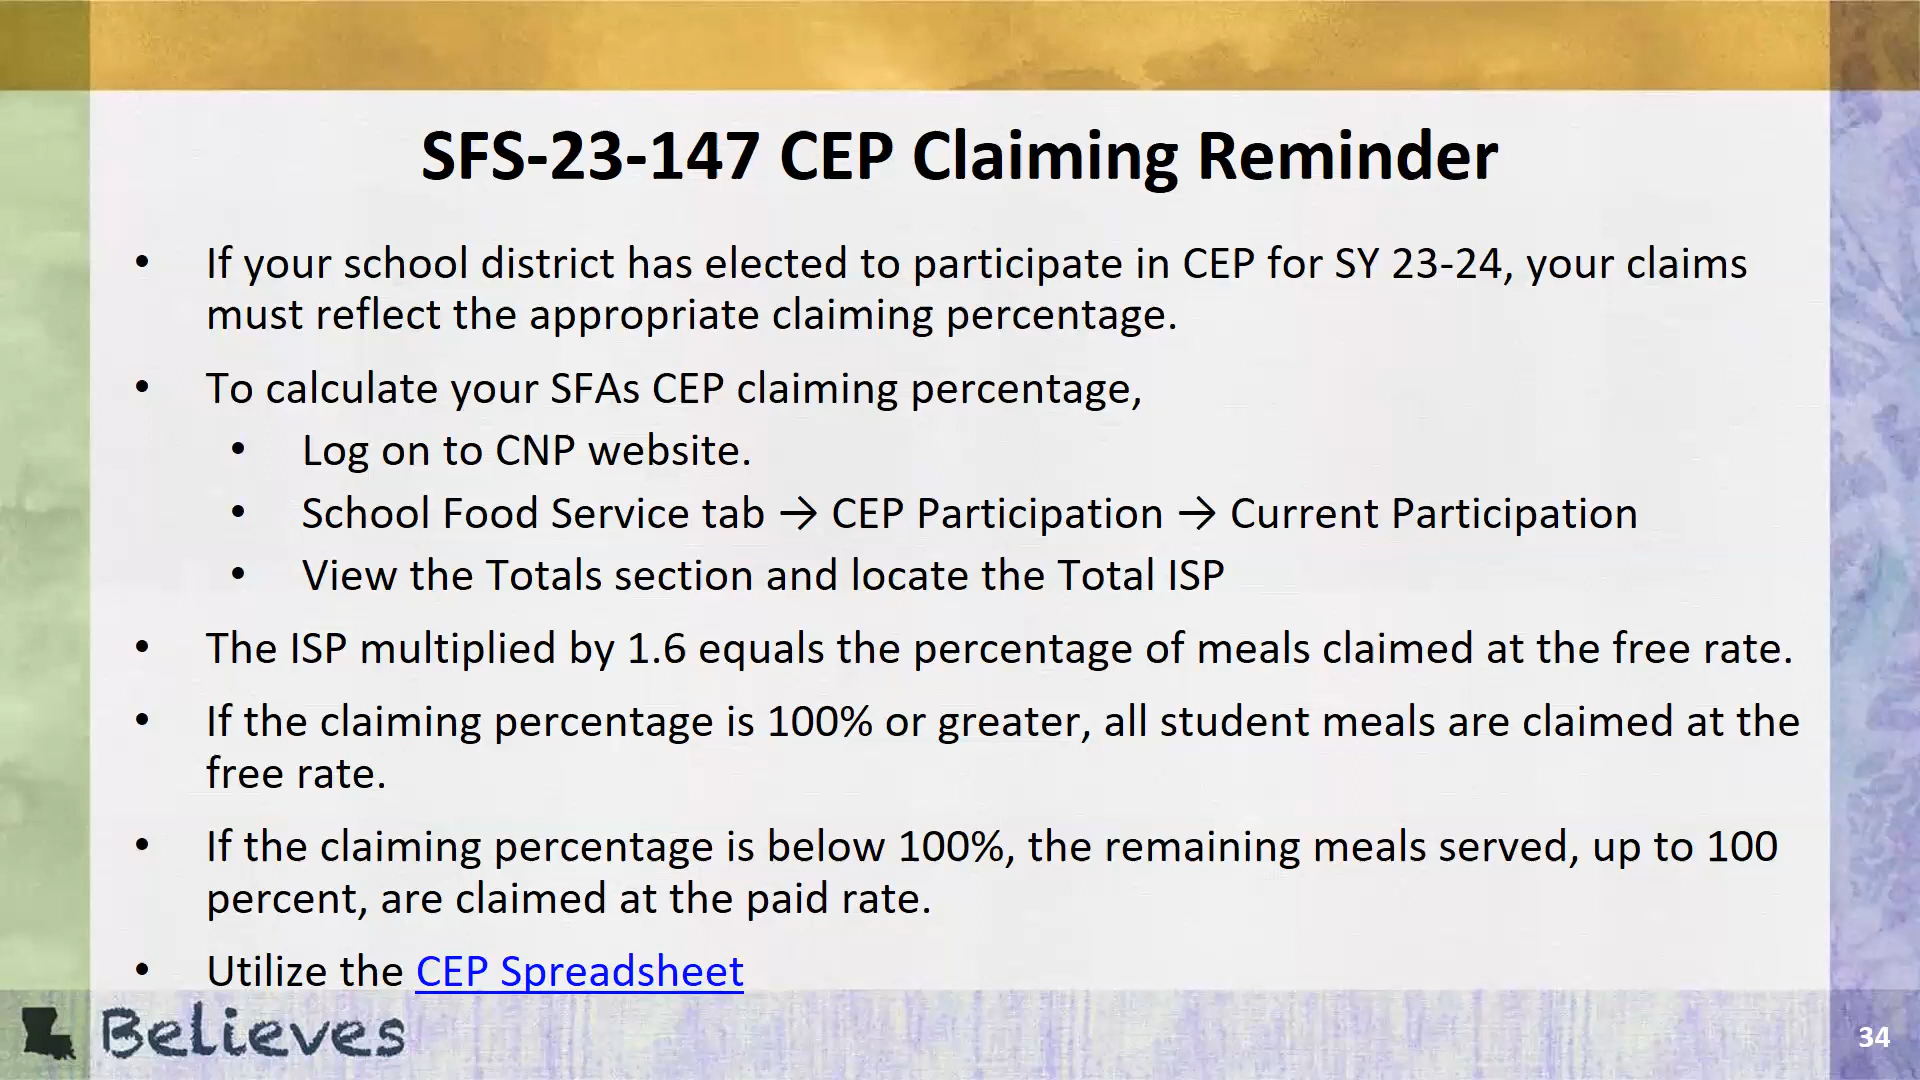 SFS-23-147 CEP Claiming Reminder
• If your school district has elected to participate in CEP for SY 23-24, your claims
must reflect the appropriate claiming percentage.
• To calculate your SFAs CEP claiming percentage,
• Log on to CNP website.
• School Food Service tab → CEP Participation → Current Participation
• View the Totals section and locate the Total ISP
• The ISP multiplied by 1.6 equals the percentage of meals claimed at the free rate.
• If the claiming percentage is 100% or greater, all student meals are claimed at the
free rate.
• If the claiming percentage is below 100%, the remaining meals served, up to 100
percent, are claimed at the paid rate.
• Utilize the CEP Spreadsheet
Believes
34